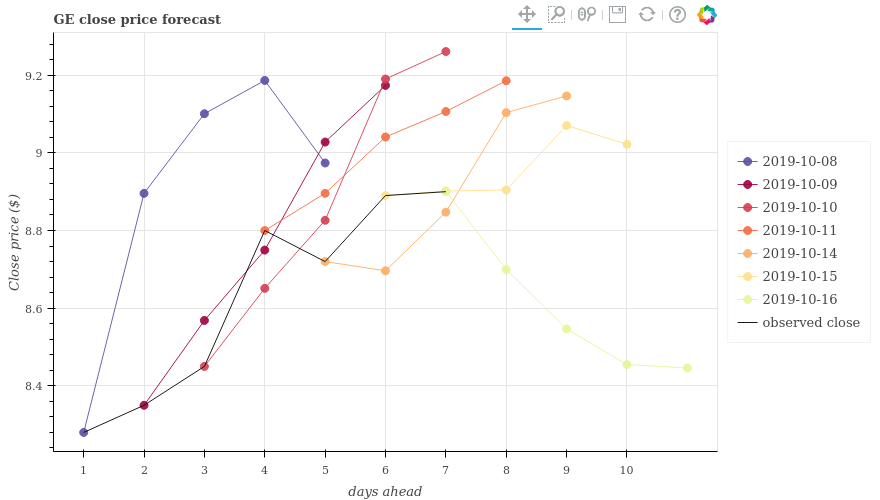 GE close price forecast
9.2
9
8.8
8.6
8.4
Close price ($)
1 2 3 4 5 6 7 8 9 10
days ahead
2019-10-08
2019-10-09
2019-10-10
2019-10-11
2019-10-14
2019-10-15
2019-10-16
observed close